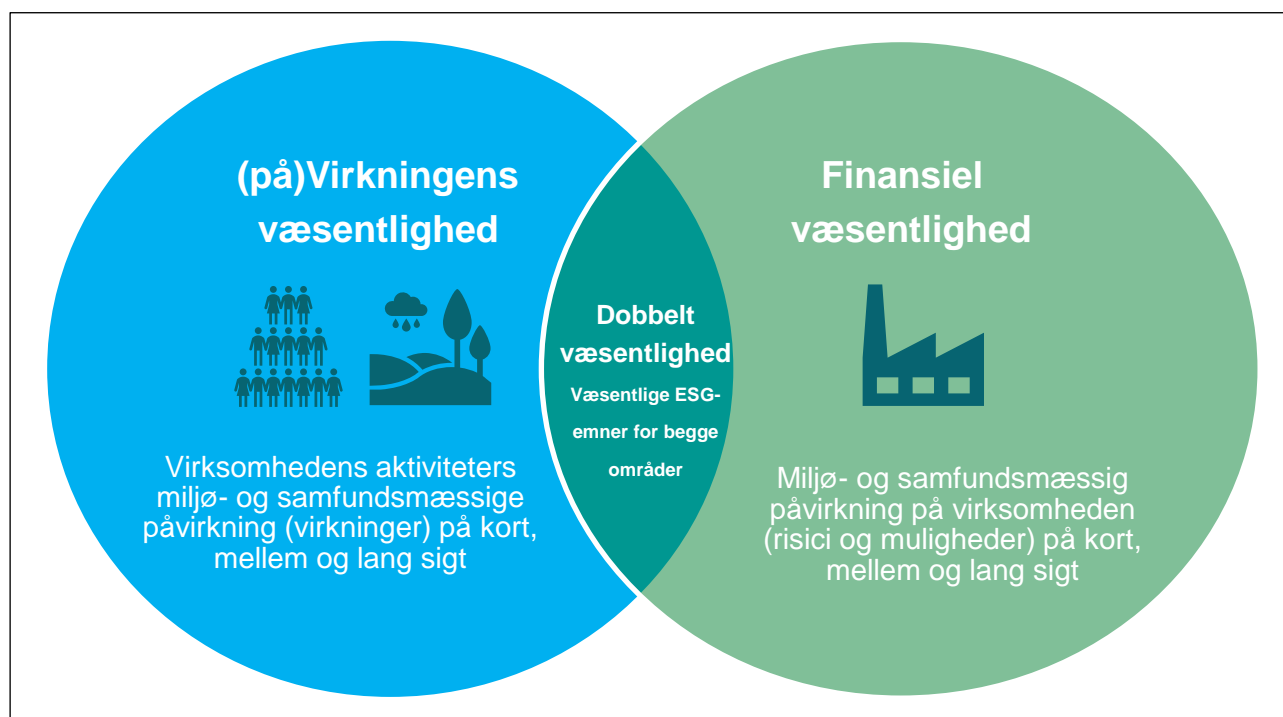 (på)Virkningens
væsentlighed
Virksomhedens aktiviteters
miljø- og samfundsmæssige
påvirkning (virkninger) på kort,
mellem og lang sigt
Dobbelt
væsentlighed
Væsentlige ESG-
emner for begge
områder
Finansiel
væsentlighed
Miljø- og samfundsmæssig
påvirkning på virksomheden
(risici og muligheder) på kort,
mellem og lang sigt